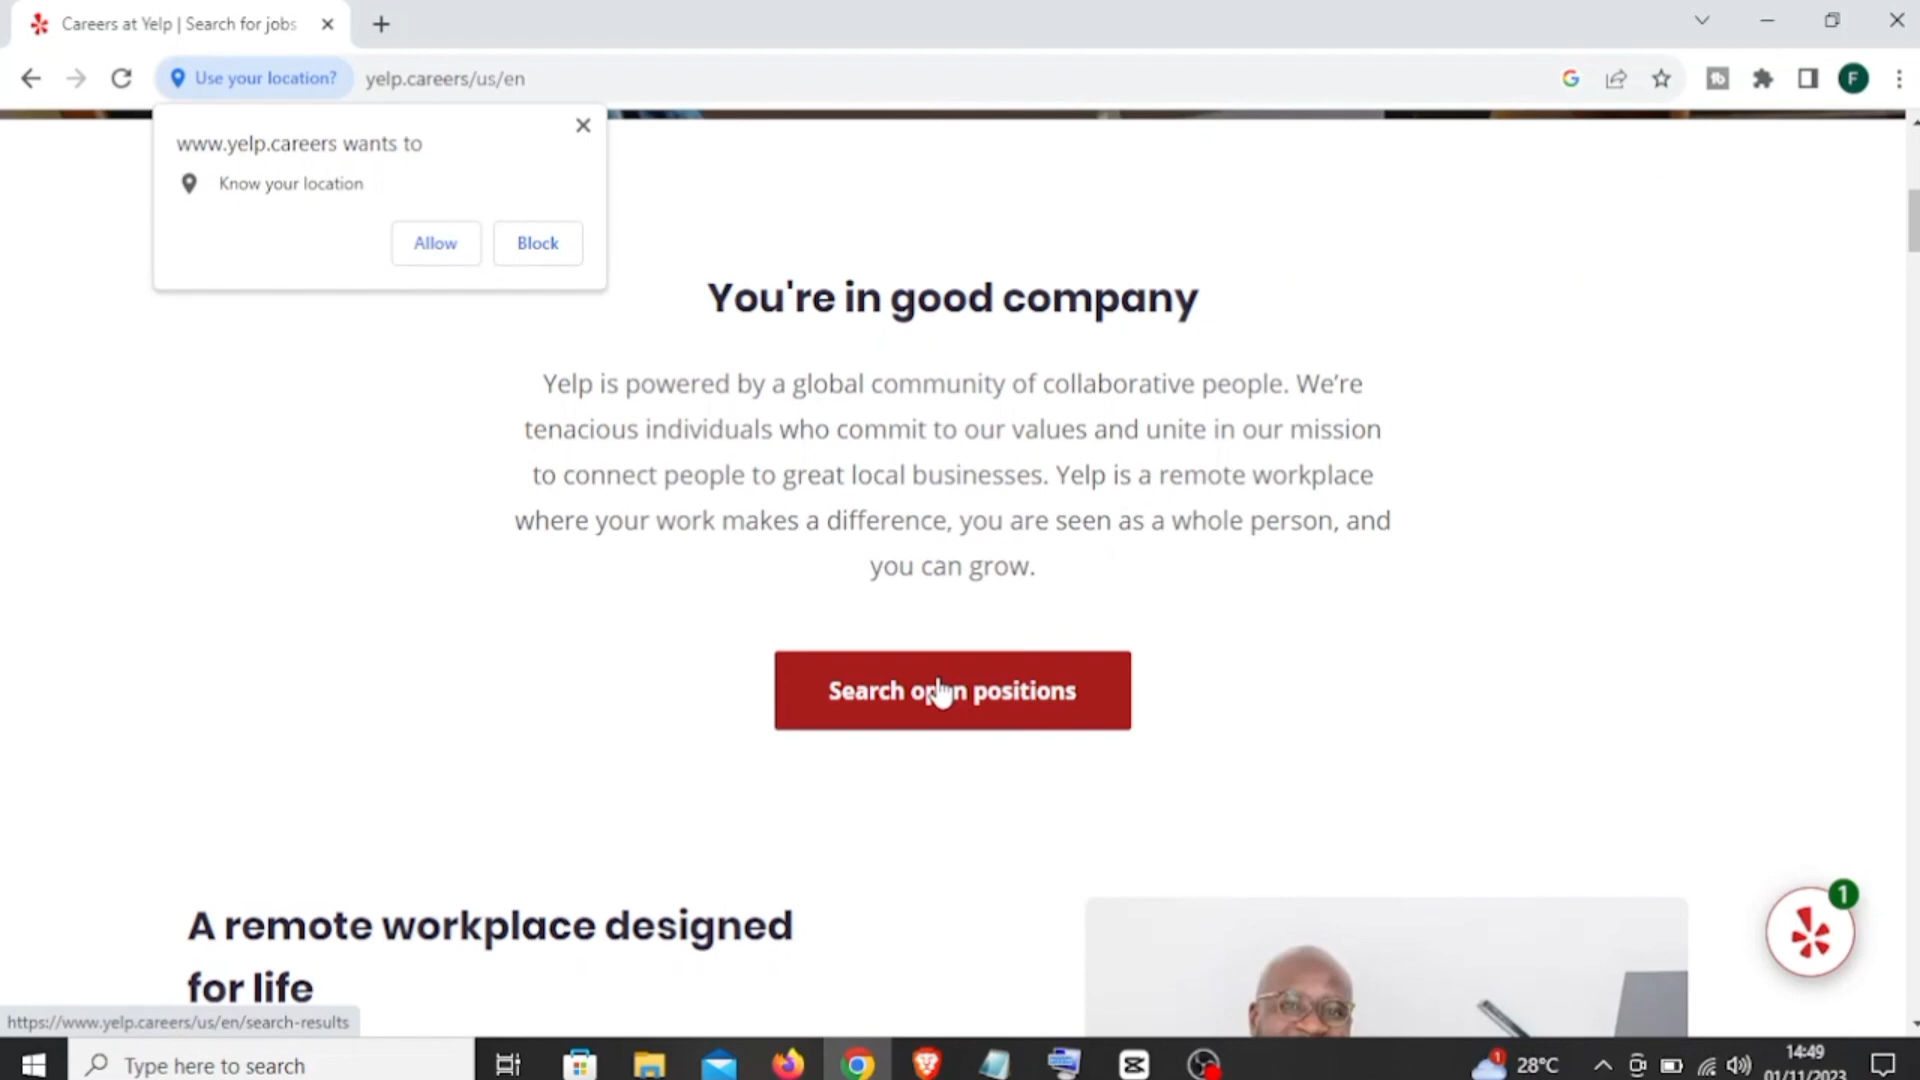 Careers at Yelp | Search for jobs
Use your location?
yelp.careers/us/en
F
www.yelp.careers wants to
Know your location
Allow
Block
You're in good company
Yelp is powered by a global community of collaborative people. We’re
tenacious individuals who commit to our values and unite in our mission
to connect people to great local businesses. Yelp is a remote workplace
where your work makes a difference, you are seen as a whole person, and
you can grow.
Search open positions
1
A remote workplace designed
for life
https://www.yelp.careers/us/en/search-results
Type here to search
1
28°C
14:49
01/11/2023